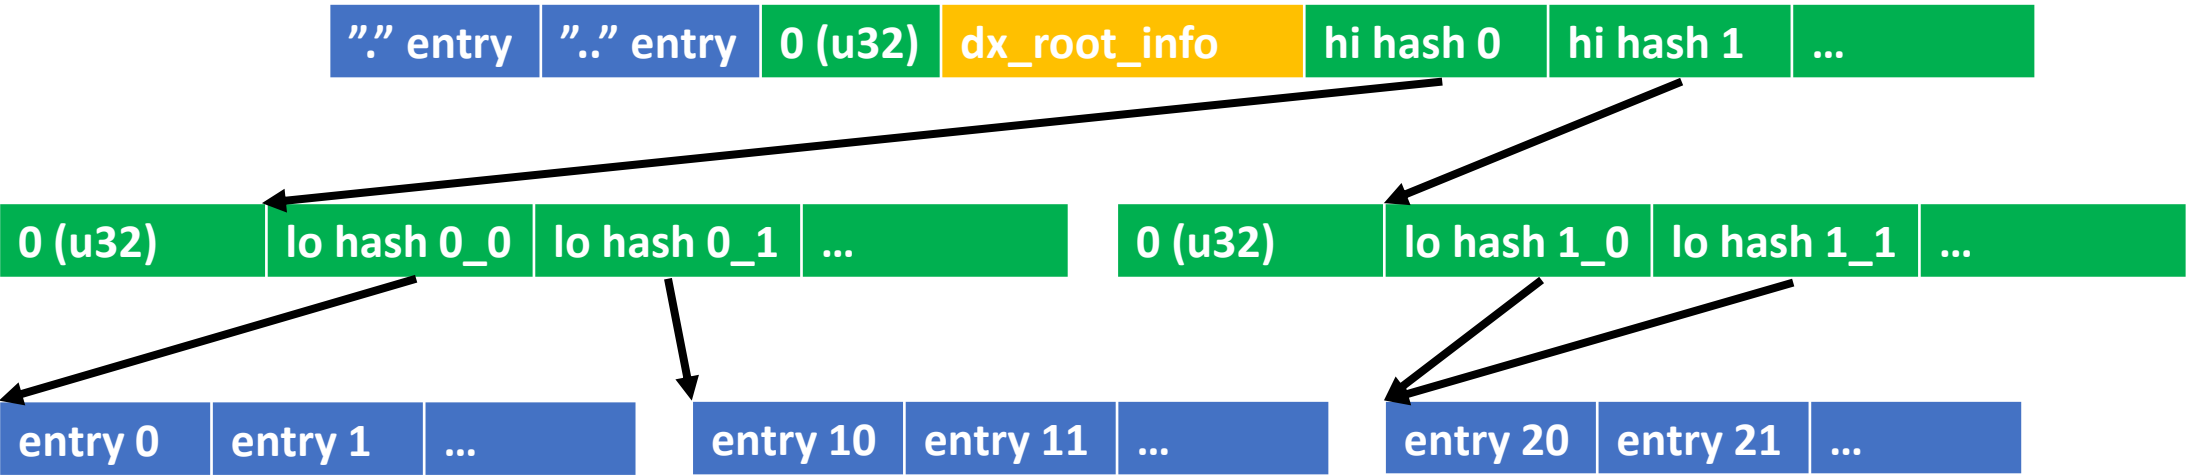 ”.” entry ”..” entry 0 (u32) dx_root_info hi hash 0 hi hash 1 ...
0 (u32) lo hash 0_0 lo hash 0_1 ... 0 (u32) lo hash 1_0 lo hash 1_1 ...
entry 0 entry 1 ... entry 10 entry 11 ... entry 20 entry 21 ...